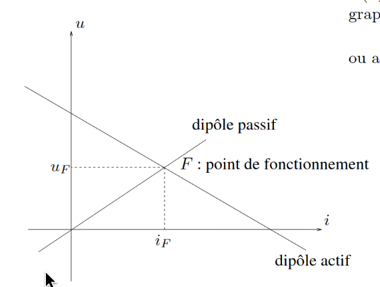 u
grap
ou a
dipôle passif
u_F
F : point de fonctionnement
i
i_F
dipôle actif